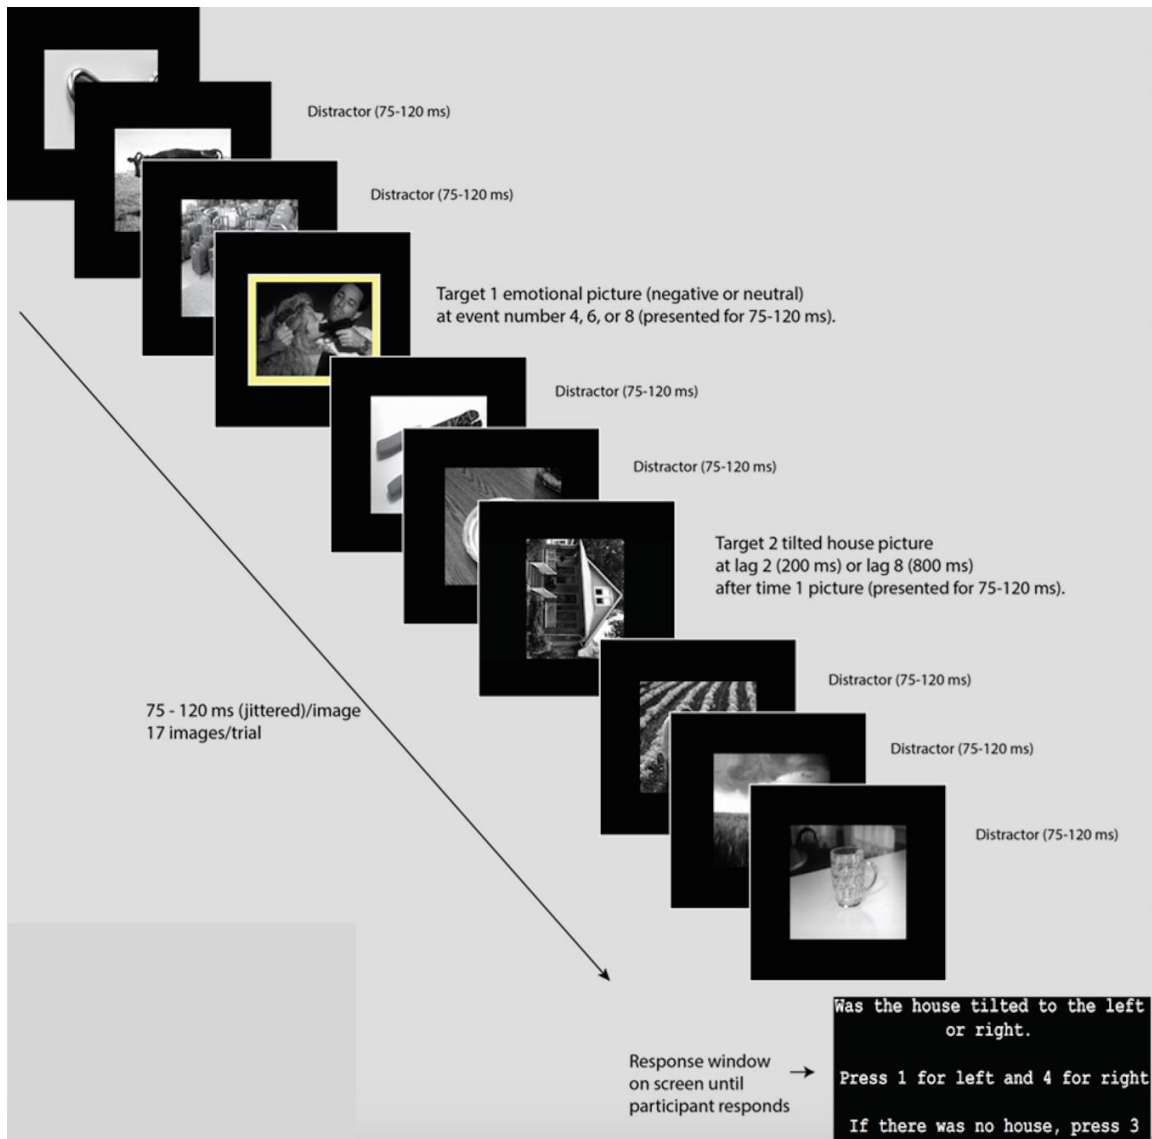 Distractor (75-120 ms)
Distractor (75-120 ms)
Target 1 emotional picture (negative or neutral)
at event number 4, 6, or 8 (presented for 75-120 ms).
Distractor (75-120 ms)
Distractor (75-120 ms)
Target 2 tilted house picture
at lag 2 (200 ms) or lag 8 (800 ms)
after time 1 picture (presented for 75-120 ms).
Distractor (75-120 ms)
75 - 120 ms (jittered)/image
17 images/trial
Distractor (75-120 ms)
Distractor (75-120 ms)
Response window
on screen until
participant responds
Was the house tilted to the left
or right.
Press 1 for left and 4 for right
If there was no house, press 3